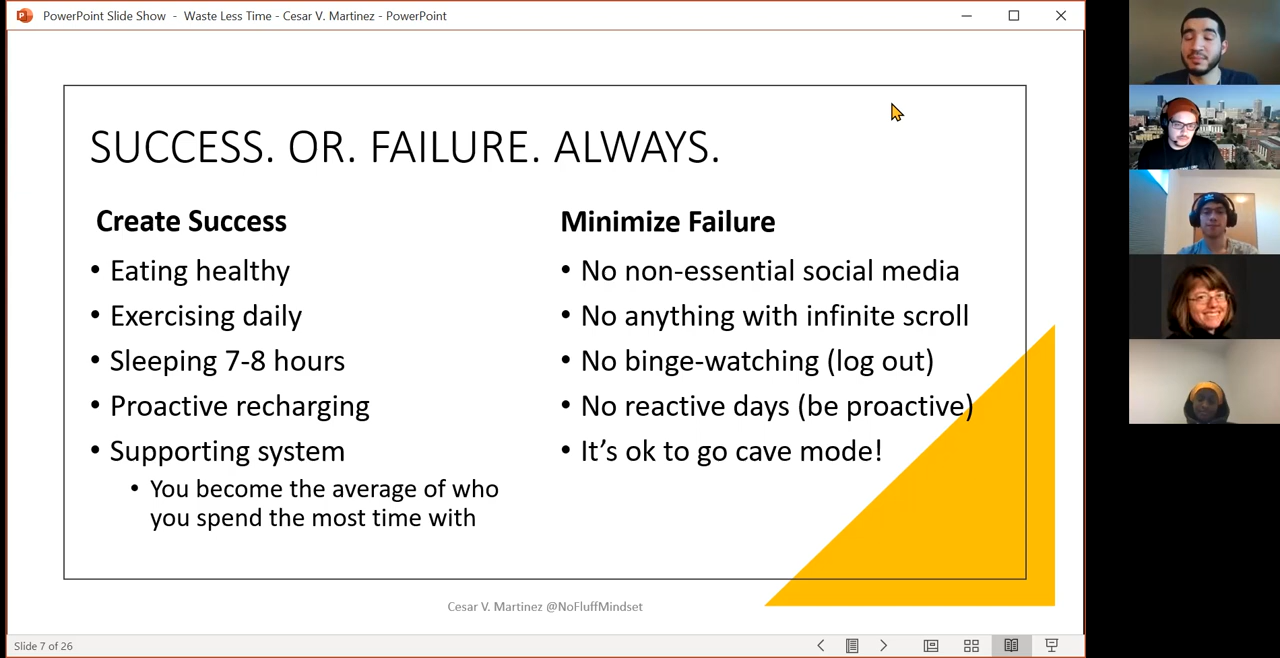 PowerPoint Slide Show - Waste Less Time - Cesar V. Martinez - PowerPoint
SUCCESS. OR. FAILURE. ALWAYS.
Create Success
• Eating healthy
• Exercising daily
• Sleeping 7-8 hours
• Proactive recharging
• Supporting system
• You become the average of who
you spend the most time with
Minimize Failure
• No non-essential social media
• No anything with infinite scroll
• No binge-watching (log out)
• No reactive days (be proactive)
• It’s ok to go cave mode!
Cesar V. Martinez @NoFluffMindset
Slide 7 of 26